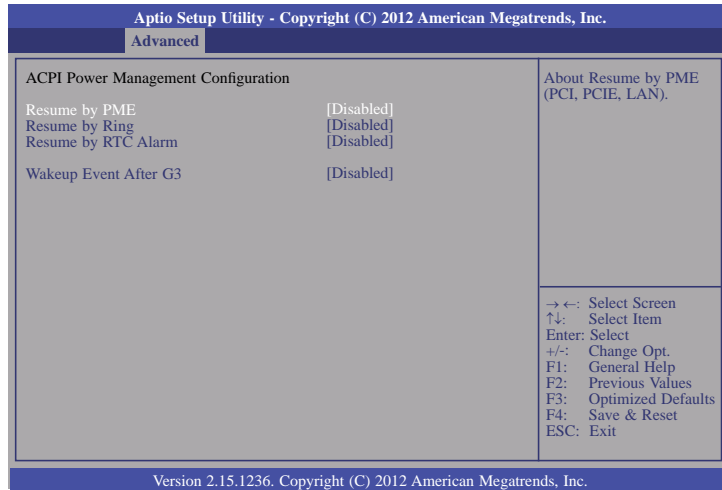 Aptio Setup Utility - Copyright (C) 2012 American Megatrends, Inc.
Advanced
ACPI Power Management Configuration
Resume by PME [Disabled]
Resume by Ring [Disabled]
Resume by RTC Alarm [Disabled]
Wakeup Event After G3 [Disabled]
About Resume by PME
(PCI, PCIE, LAN).
→←: Select Screen
↑↓: Select Item
Enter: Select
+/-: Change Opt.
F1: General Help
F2: Previous Values
F3: Optimized Defaults
F4: Save & Reset
ESC: Exit
Version 2.15.1236. Copyright (C) 2012 American Megatrends, Inc.